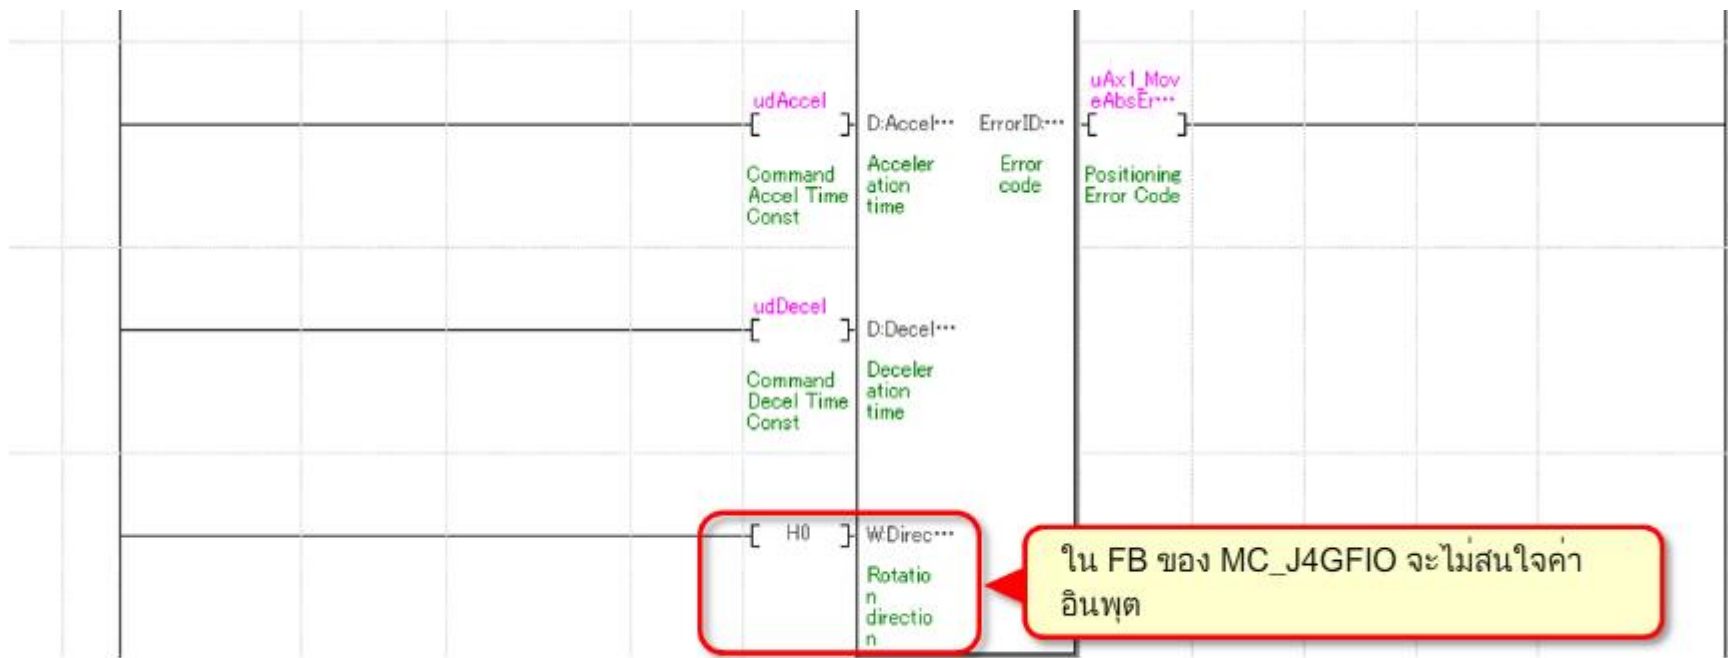 udAccel
[ ]
D:Accel···
ErrorID:···
uAx1_Mov
eAbsEr···
[ ]
Command
Accel Time
Const
Acceler
ation
time
Error
code
Positioning
Error Code
udDecel
[ ]
D:Decel···
Command
Decel Time
Const
Deceler
ation
time
[ H0 ]
W:Direc···
Rotatio
n
directio
n
ใน FB ของ MC_J4GFIO จะไม่สนใจค่า
อินพุต